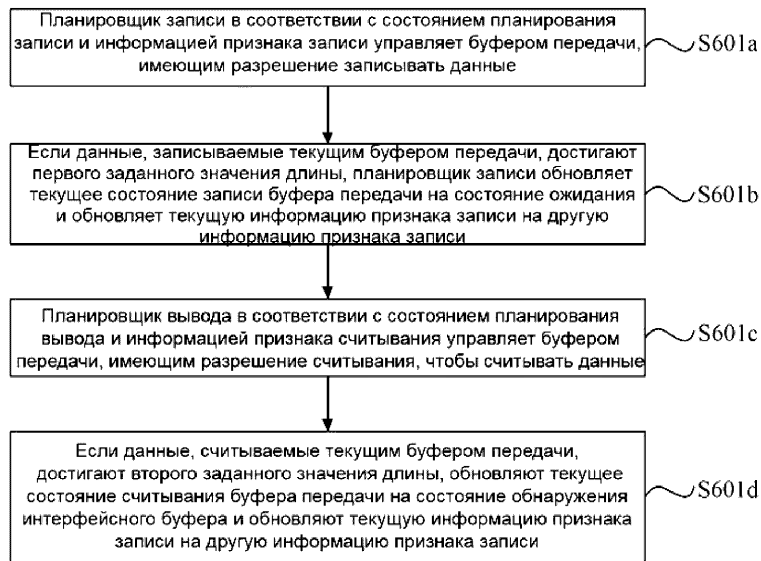 Планировщик записи в соответствии с состоянием планирования
записи и информацией признака записи управляет буфером передачи,
имеющим разрешение записывать данные
S601a
Если данные, записываемые текущим буфером передачи, достигают
первого заданного значения длины, планировщик записи обновляет
текущее состояние записи буфера передачи на состояние ожидания
и обновляет текущую информацию признака записи на другую
информацию признака записи
S601b
Планировщик вывода в соответствии с состоянием планирования
вывода и информацией признака считывания управляет буфером
передачи, имеющим разрешение считывания, чтобы считывать данные
S601c
Если данные, считываемые текущим буфером передачи,
достигают второго заданного значения длины, обновляют текущее
состояние считывания буфера передачи на состояние обнаружения
интерфейсного буфера и обновляют текущую информацию признака
записи на другую информацию признака записи
S601d